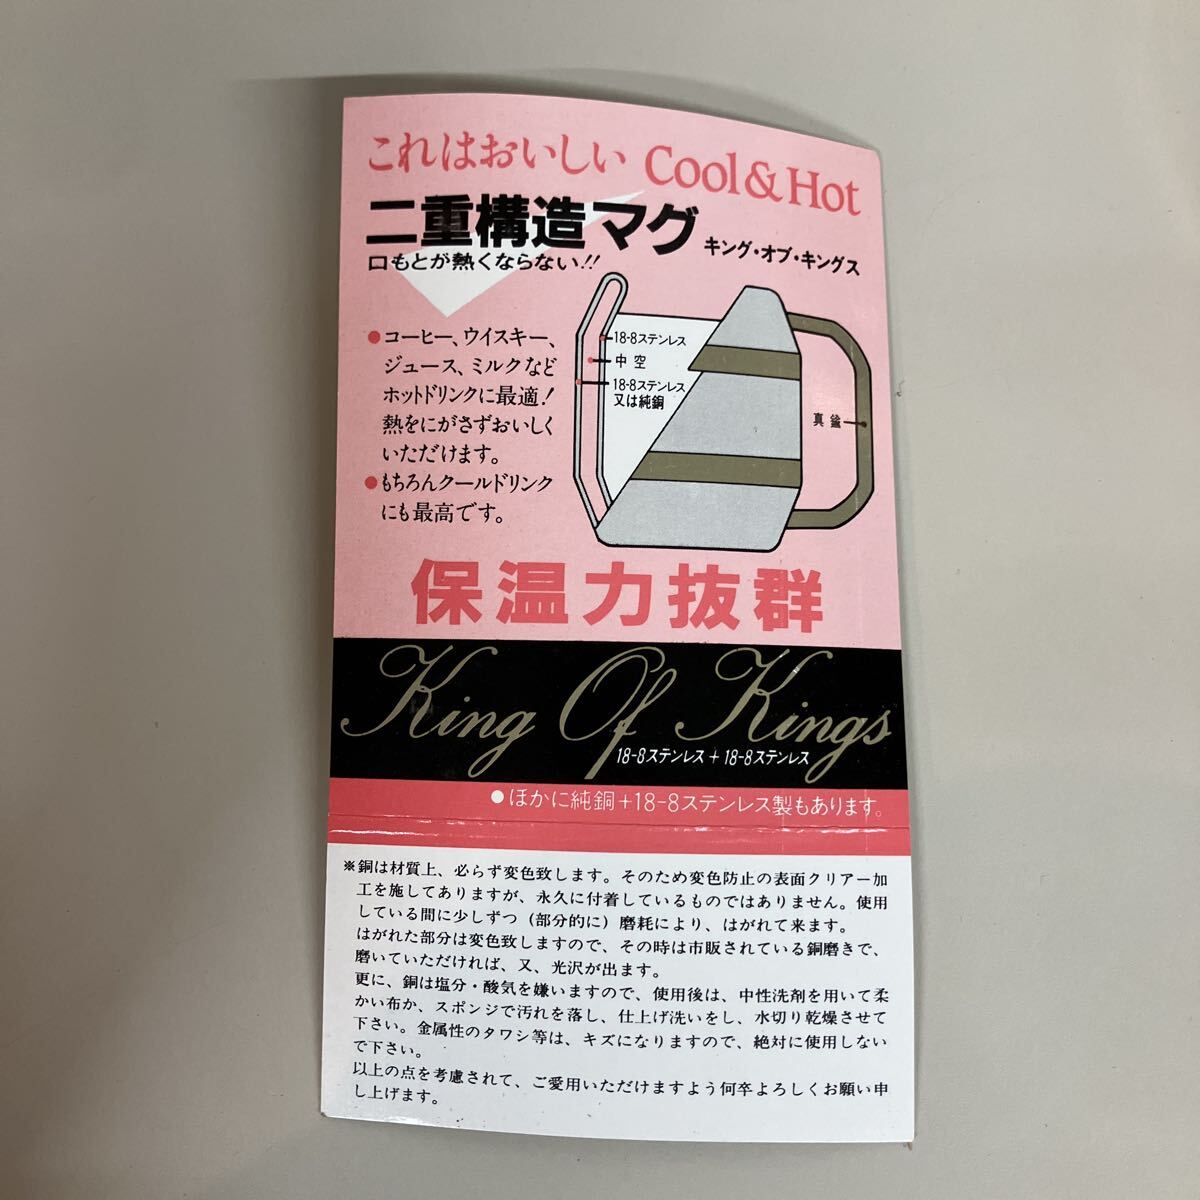 これはおいしい Cool&Hot
二重構造マグ キング・オブ・キングス
口もとが熱くならない!!
●コーヒー、ウイスキー、
ジュース、ミルクなど
ホットドリンクに最適!
熱をにがさずおいしく
いただけます。
●もちろんクールドリンク
にも最高です。
18-8ステンレス
中空
18-8ステンレス
又は純銅
真鍮
保温力抜群
King Of Kings
18-8ステンレス + 18-8ステンレス
●ほかに純銅+18-8ステンレス製もあります。
※銅は材質上、必らず変色致します。そのため変色防止の表面クリアー加
工を施してありますが、永久に付着しているものではありません。使用
している間に少しずつ(部分的に)磨耗により、はがれて来ます。
はがれた部分は変色致しますので、その時は市販されている銅磨きで、
磨いていただければ、又、光沢が出ます。
更に、銅は塩分・酸気を嫌いますので、使用後は、中性洗剤を用いて柔
かい布か、スポンジで汚れを落し、仕上げ洗いをし、水切り乾燥させて
下さい。金属性のタワシ等は、キズになりますので、絶対に使用しない
で下さい。
以上の点を考慮されて、ご愛用いただけますよう何卒よろしくお願い申
し上げます。